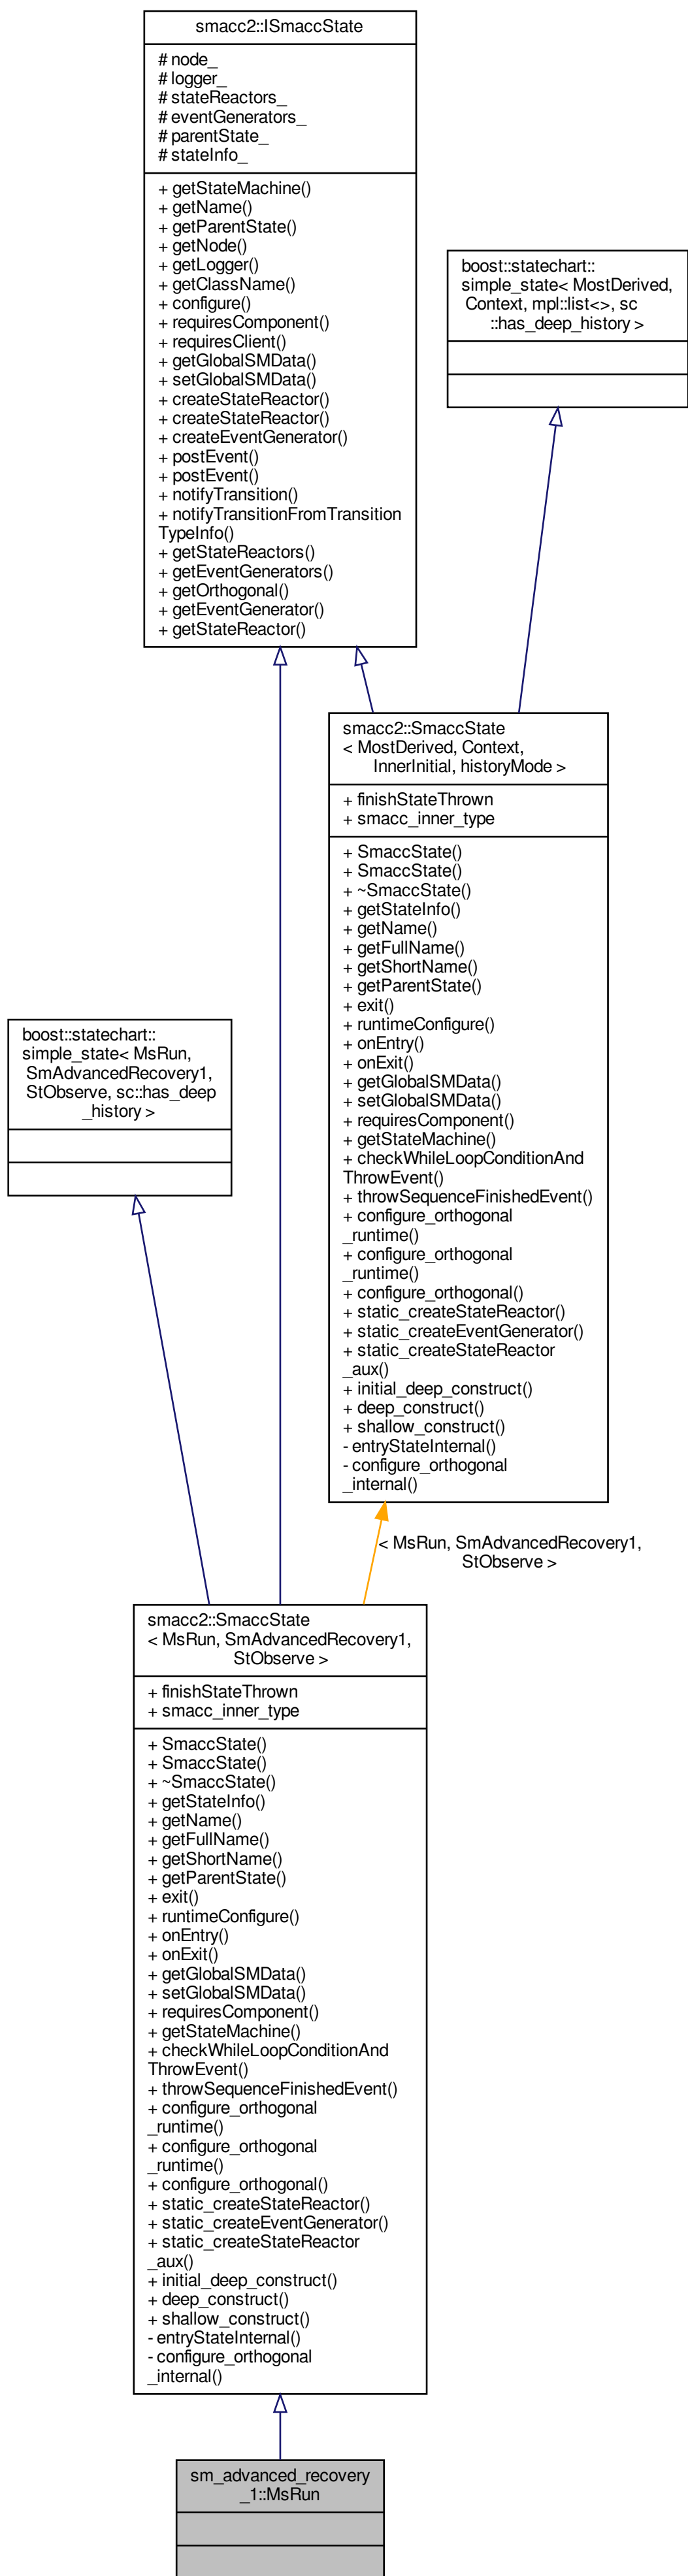 smacc2::ISmaccState
# node_
# logger_
# stateReactors_
# eventGenerators_
# parentState_
# stateInfo_
+ getStateMachine()
+ getName()
+ getParentState()
+ getNode()
+ getLogger()
+ getClassName()
+ configure()
+ requiresComponent()
+ requiresClient()
+ getGlobalSMData()
+ setGlobalSMData()
+ createStateReactor()
+ createStateReactor()
+ createEventGenerator()
+ postEvent()
+ postEvent()
+ notifyTransition()
+ notifyTransitionFromTransition
TypeInfo()
+ getStateReactors()
+ getEventGenerators()
+ getOrthogonal()
+ getEventGenerator()
+ getStateReactor()
boost::statechart::
simple_state< MostDerived,
Context, mpl::list<>, sc
::has_deep_history >
smacc2::SmaccState
< MostDerived, Context,
InnerInitial, historyMode >
+ finishStateThrown
+ smacc_inner_type
+ SmaccState()
+ SmaccState()
+ ~SmaccState()
+ getStateInfo()
+ getName()
+ getFullName()
+ getShortName()
+ getParentState()
+ exit()
+ runtimeConfigure()
+ onEntry()
+ onExit()
+ getGlobalSMData()
+ setGlobalSMData()
+ requiresComponent()
+ getStateMachine()
+ checkWhileLoopConditionAnd
ThrowEvent()
+ throwSequenceFinishedEvent()
+ configure_orthogonal
_runtime()
+ configure_orthogonal
_runtime()
+ configure_orthogonal()
+ static_createStateReactor()
+ static_createEventGenerator()
+ static_createStateReactor
_aux()
+ initial_deep_construct()
+ deep_construct()
+ shallow_construct()
- entryStateInternal()
- configure_orthogonal
_internal()
boost::statechart::
simple_state< MsRun,
SmAdvancedRecovery1,
StObserve, sc::has_deep
_history >
< MsRun, SmAdvancedRecovery1,
StObserve >
smacc2::SmaccState
< MsRun, SmAdvancedRecovery1,
StObserve >
+ finishStateThrown
+ smacc_inner_type
+ SmaccState()
+ SmaccState()
+ ~SmaccState()
+ getStateInfo()
+ getName()
+ getFullName()
+ getShortName()
+ getParentState()
+ exit()
+ runtimeConfigure()
+ onEntry()
+ onExit()
+ getGlobalSMData()
+ setGlobalSMData()
+ requiresComponent()
+ getStateMachine()
+ checkWhileLoopConditionAnd
ThrowEvent()
+ throwSequenceFinishedEvent()
+ configure_orthogonal
_runtime()
+ configure_orthogonal
_runtime()
+ configure_orthogonal()
+ static_createStateReactor()
+ static_createEventGenerator()
+ static_createStateReactor
_aux()
+ initial_deep_construct()
+ deep_construct()
+ shallow_construct()
- entryStateInternal()
- configure_orthogonal
_internal()
sm_advanced_recovery
_1::MsRun